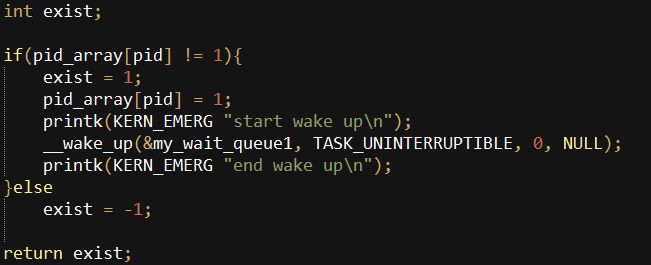 int exist;
if(pid_array[pid] != 1){
exist = 1;
pid_array[pid] = 1;
printk(KERN_EMERG "start wake up\n");
__wake_up(&my_wait_queue1, TASK_UNINTERRUPTIBLE, 0, NULL);
printk(KERN_EMERG "end wake up\n");
}else
exist = -1;
return exist;